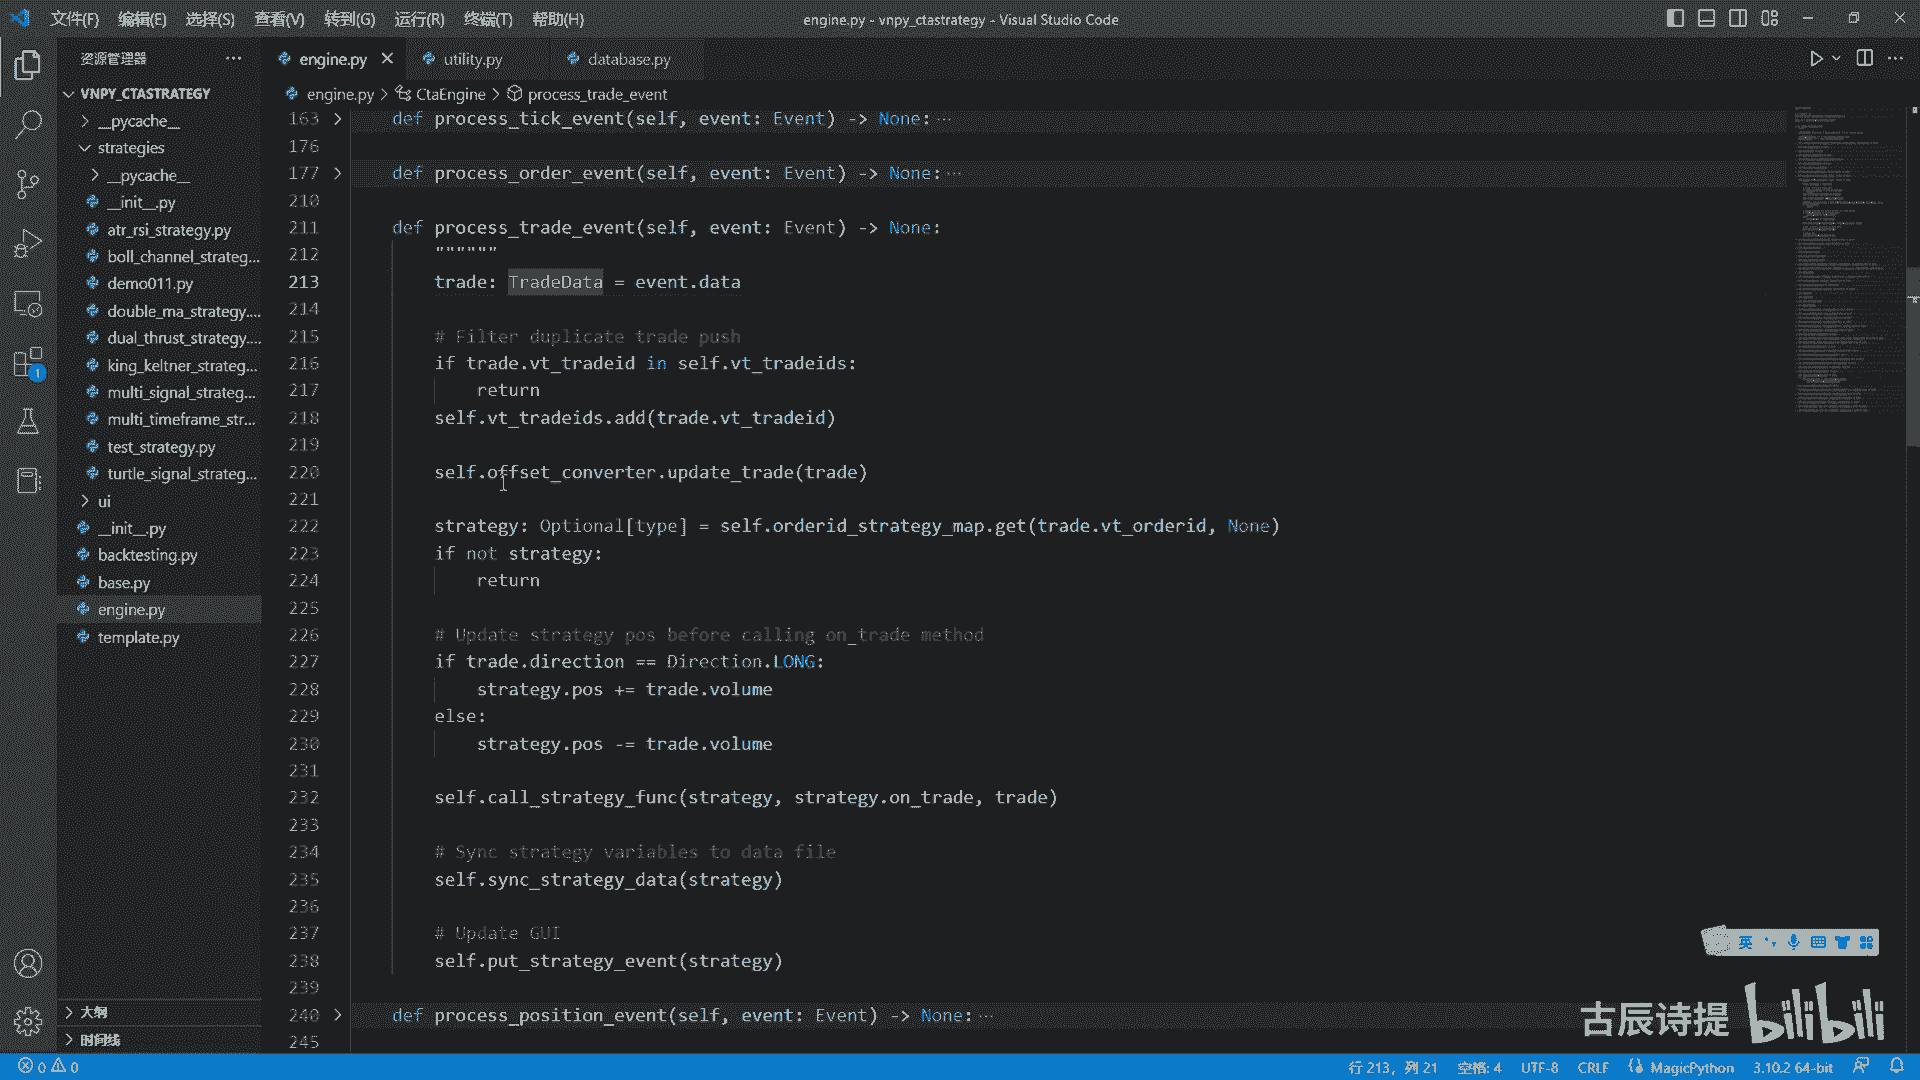 文件(F) 编辑(E) 选择(S) 查看(V) 转到(G) 运行(R) 终端(T) 帮助(H) engine.py - vnpy_ctastrategy - Visual Studio Code
资源管理器
engine.py utility.py database.py
VNPY_CTASTRATEGY
__pycache__
strategies
__pycache__
__init__.py
atr_rsi_strategy.py
boll_channel_strateg...
demo011.py
double_ma_strategy....
dual_thrust_strategy....
king_keltner_strateg...
multi_signal_strateg...
multi_timeframe_str...
test_strategy.py
turtle_signal_strateg...
ui
__init__.py
backtesting.py
base.py
engine.py
template.py
大纲
时间线
1
engine.py > CtaEngine > process_trade_event
163 def process_tick_event(self, event: Event) -> None:···
176
177 def process_order_event(self, event: Event) -> None:···
210
211 def process_trade_event(self, event: Event) -> None:
212 """"""
213 trade: TradeData = event.data
214
215 # Filter duplicate trade push
216 if trade.vt_tradeid in self.vt_tradeids:
217 return
218 self.vt_tradeids.add(trade.vt_tradeid)
219
220 self.offset_converter.update_trade(trade)
221
222 strategy: Optional[type] = self.orderid_strategy_map.get(trade.vt_orderid, None)
223 if not strategy:
224 return
225
226 # Update strategy pos before calling on_trade method
227 if trade.direction == Direction.LONG:
228 strategy.pos += trade.volume
229 else:
230 strategy.pos -= trade.volume
231
232 self.call_strategy_func(strategy, strategy.on_trade, trade)
233
234 # Sync strategy variables to data file
235 self.sync_strategy_data(strategy)
236
237 # Update GUI
238 self.put_strategy_event(strategy)
239
240 def process_position_event(self, event: Event) -> None:···
245
英
古辰诗提 bilibili
0 0 行 213，列 21 空格: 4 UTF-8 CRLF MagicPython 3.10.2 64-bit